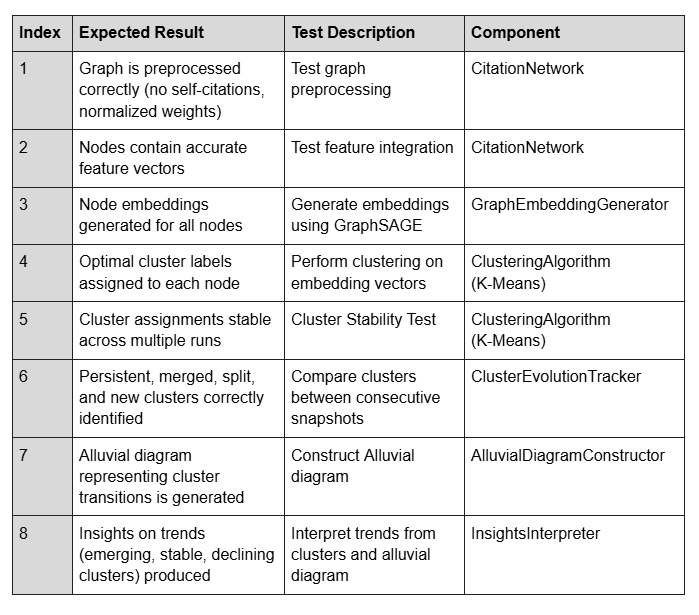 Index Expected Result Test Description Component
1 Graph is preprocessed Test graph CitationNetwork
correctly (no self-citations, preprocessing
normalized weights)
2 Nodes contain accurate Test feature integration CitationNetwork
feature vectors
3 Node embeddings Generate embeddings GraphEmbeddingGenerator
generated for all nodes using GraphSAGE
4 Optimal cluster labels Perform clustering on ClusteringAlgorithm
assigned to each node embedding vectors (K-Means)
5 Cluster assignments stable Cluster Stability Test ClusteringAlgorithm
across multiple runs (K-Means)
6 Persistent, merged, split, Compare clusters ClusterEvolutionTracker
and new clusters correctly between consecutive
identified snapshots
7 Alluvial diagram Construct Alluvial AlluvialDiagramConstructor
representing cluster diagram
transitions is generated
8 Insights on trends Interpret trends from InsightsInterpreter
(emerging, stable, declining clusters and alluvial
clusters) produced diagram